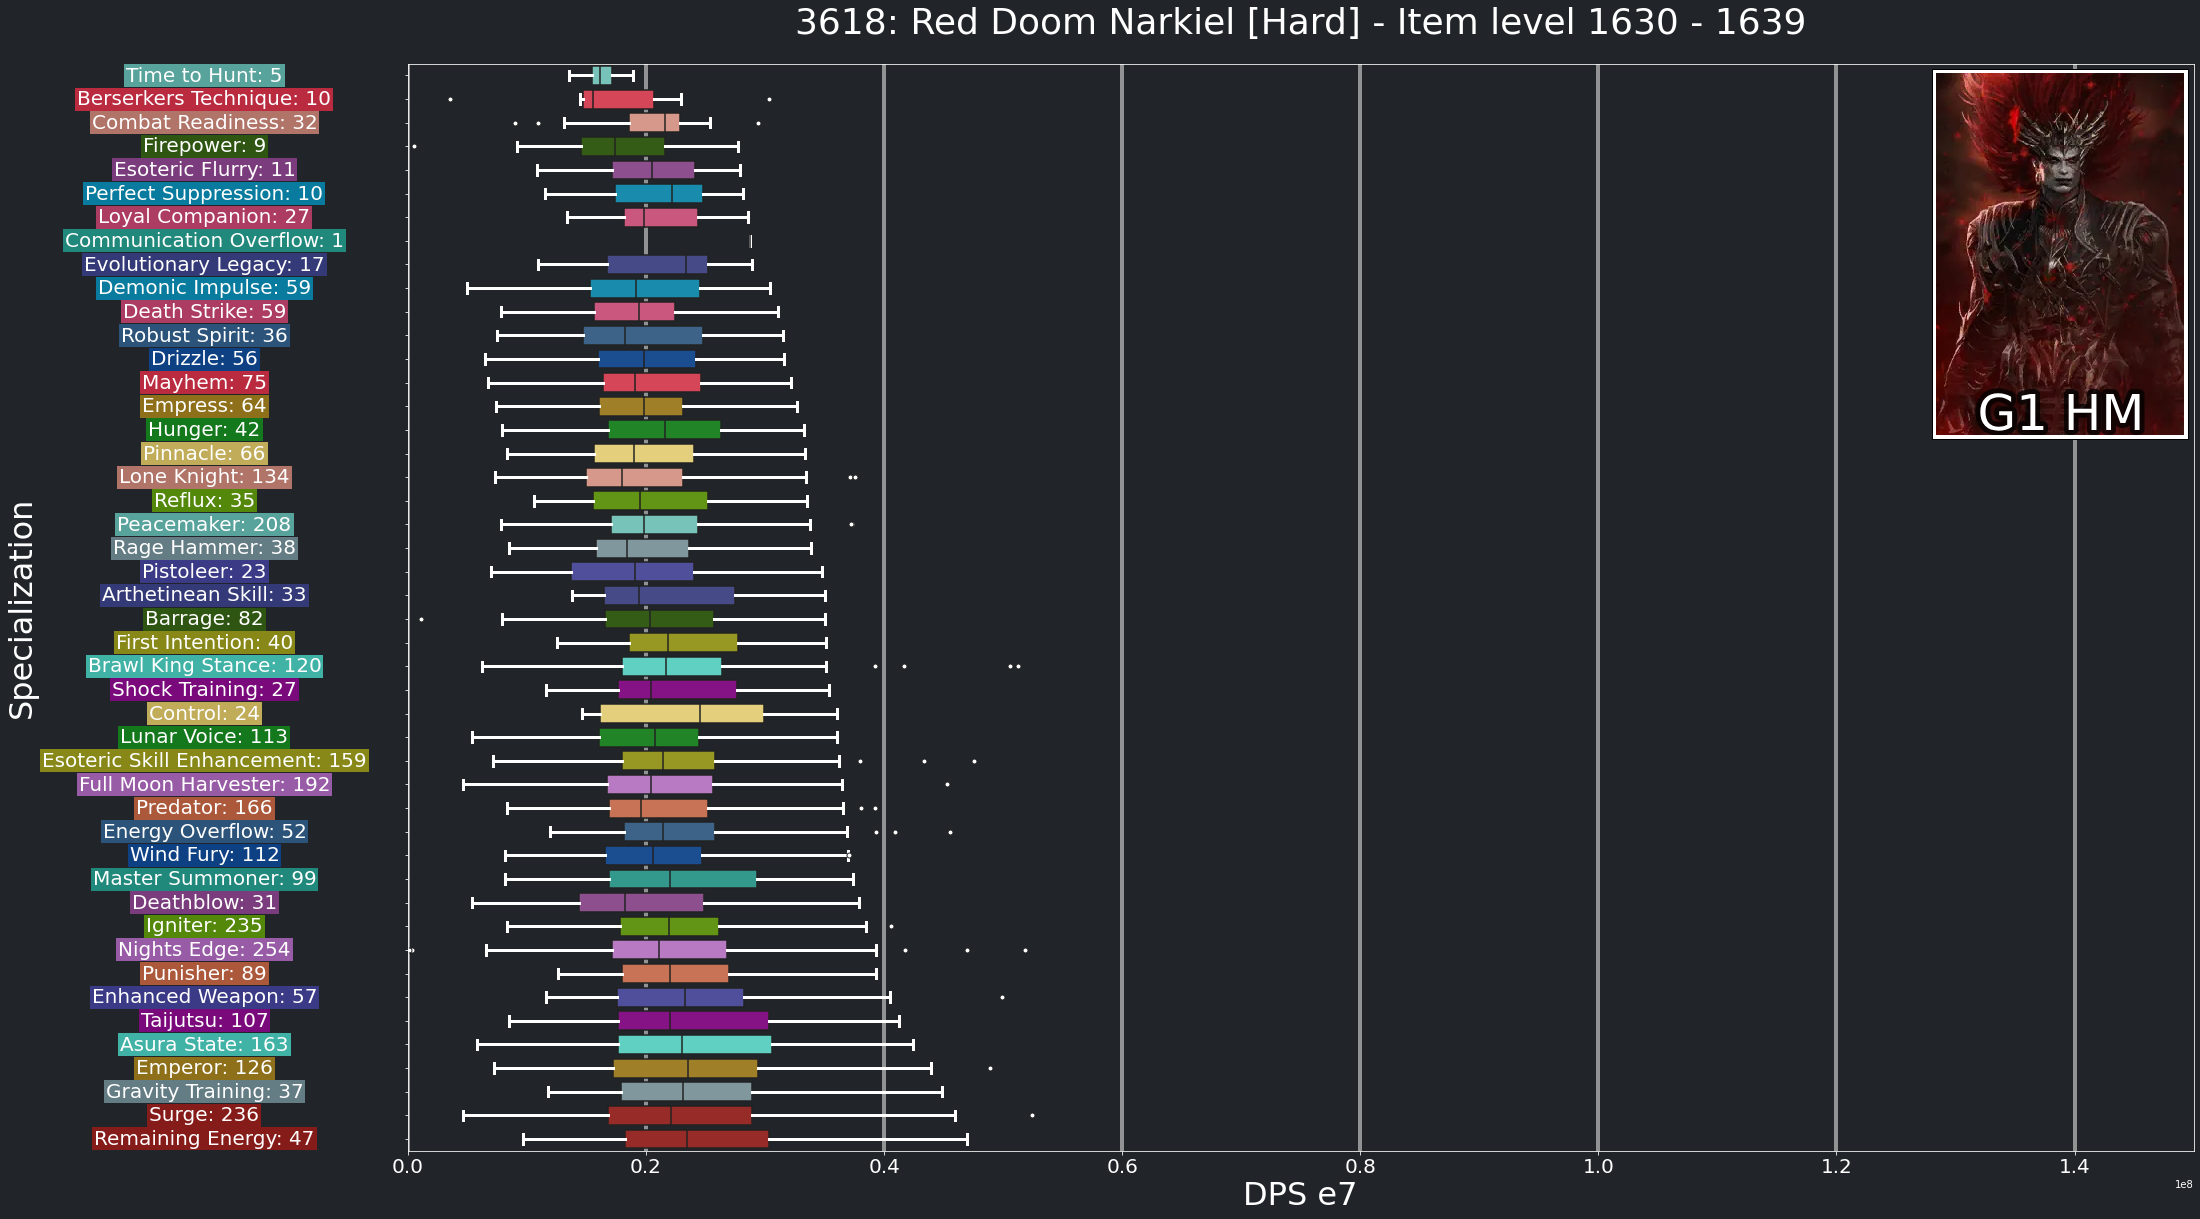 3618: Red Doom Narkiel [Hard] - Item level 1630 - 1639
Time to Hunt: 5
Berserkers Technique: 10
Combat Readiness: 32
Firepower: 9
Esoteric Flurry: 11
Perfect Suppression: 10
Loyal Companion: 27
Communication Overflow: 1
Evolutionary Legacy: 17
Demonic Impulse: 59
Death Strike: 59
Robust Spirit: 36
Drizzle: 56
Mayhem: 75
Empress: 64
Hunger: 42
Pinnacle: 66
Lone Knight: 134
Reflux: 35
Peacemaker: 208
Rage Hammer: 38
Pistoleer: 23
Arthetinean Skill: 33
Barrage: 82
First Intention: 40
Brawl King Stance: 120
Shock Training: 27
Control: 24
Lunar Voice: 113
Esoteric Skill Enhancement: 159
Full Moon Harvester: 192
Predator: 166
Energy Overflow: 52
Wind Fury: 112
Master Summoner: 99
Deathblow: 31
Igniter: 235
Nights Edge: 254
Punisher: 89
Enhanced Weapon: 57
Taijutsu: 107
Asura State: 163
Emperor: 126
Gravity Training: 37
Surge: 236
Remaining Energy: 47
Specialization
G1 HM
0.0 0.2 0.4 0.6 0.8 1.0 1.2 1.4
1e8
DPS e7